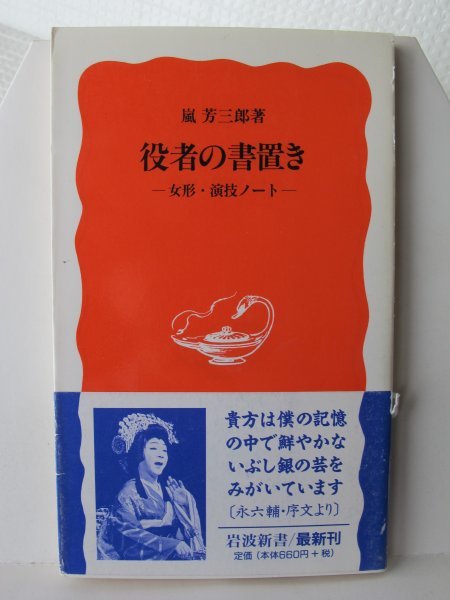 嵐 芳三郎著
役者の書置き
―女形・演技ノート―
貴方は僕の記憶
の中で鮮やかな
いぶし銀の芸を
みがいています
〔永六輔・序文より〕
岩波新書/最新刊
定価(本体660円+税)